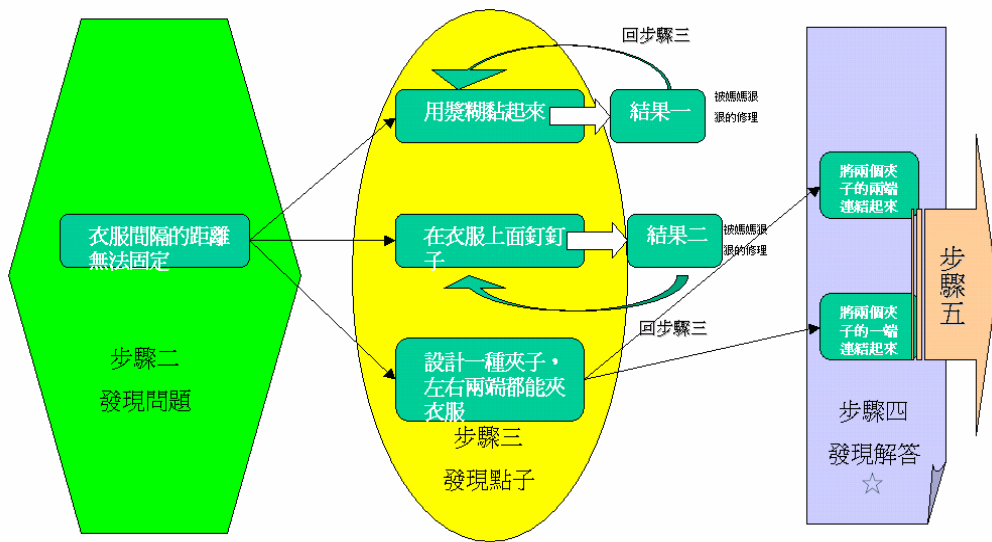 衣服間隔的距離
無法固定
步驟二
發現問題
回步驟三
用漿糊黏起來
結果一
被媽媽狠
狠的修理
在衣服上面釘釘
子
結果二
被媽媽狠
狠的修理
回步驟三
設計一種夾子，
左右兩端都能夾
衣服
步驟三
發現點子
將兩個夾
子的兩端
連結起來
將兩個夾
子的一端
連結起來
步驟四
發現解答
☆
步驟五